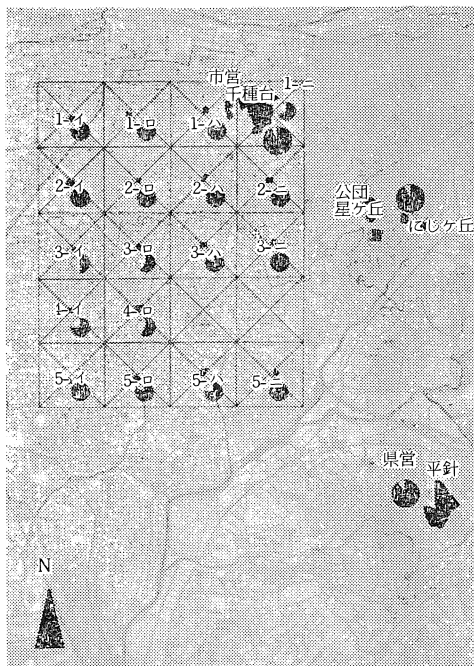 市営
千種台
1-ニ
1-イ
1-ロ
1-ハ
2-イ
2-ロ
2-ハ
2-ニ
公団
星ケ丘
にじケ丘
3-イ
3-ロ
3-ハ
3-ニ
4-イ
4-ロ
5-イ
5-ロ
5-ハ
5-ニ
県営
平針
N